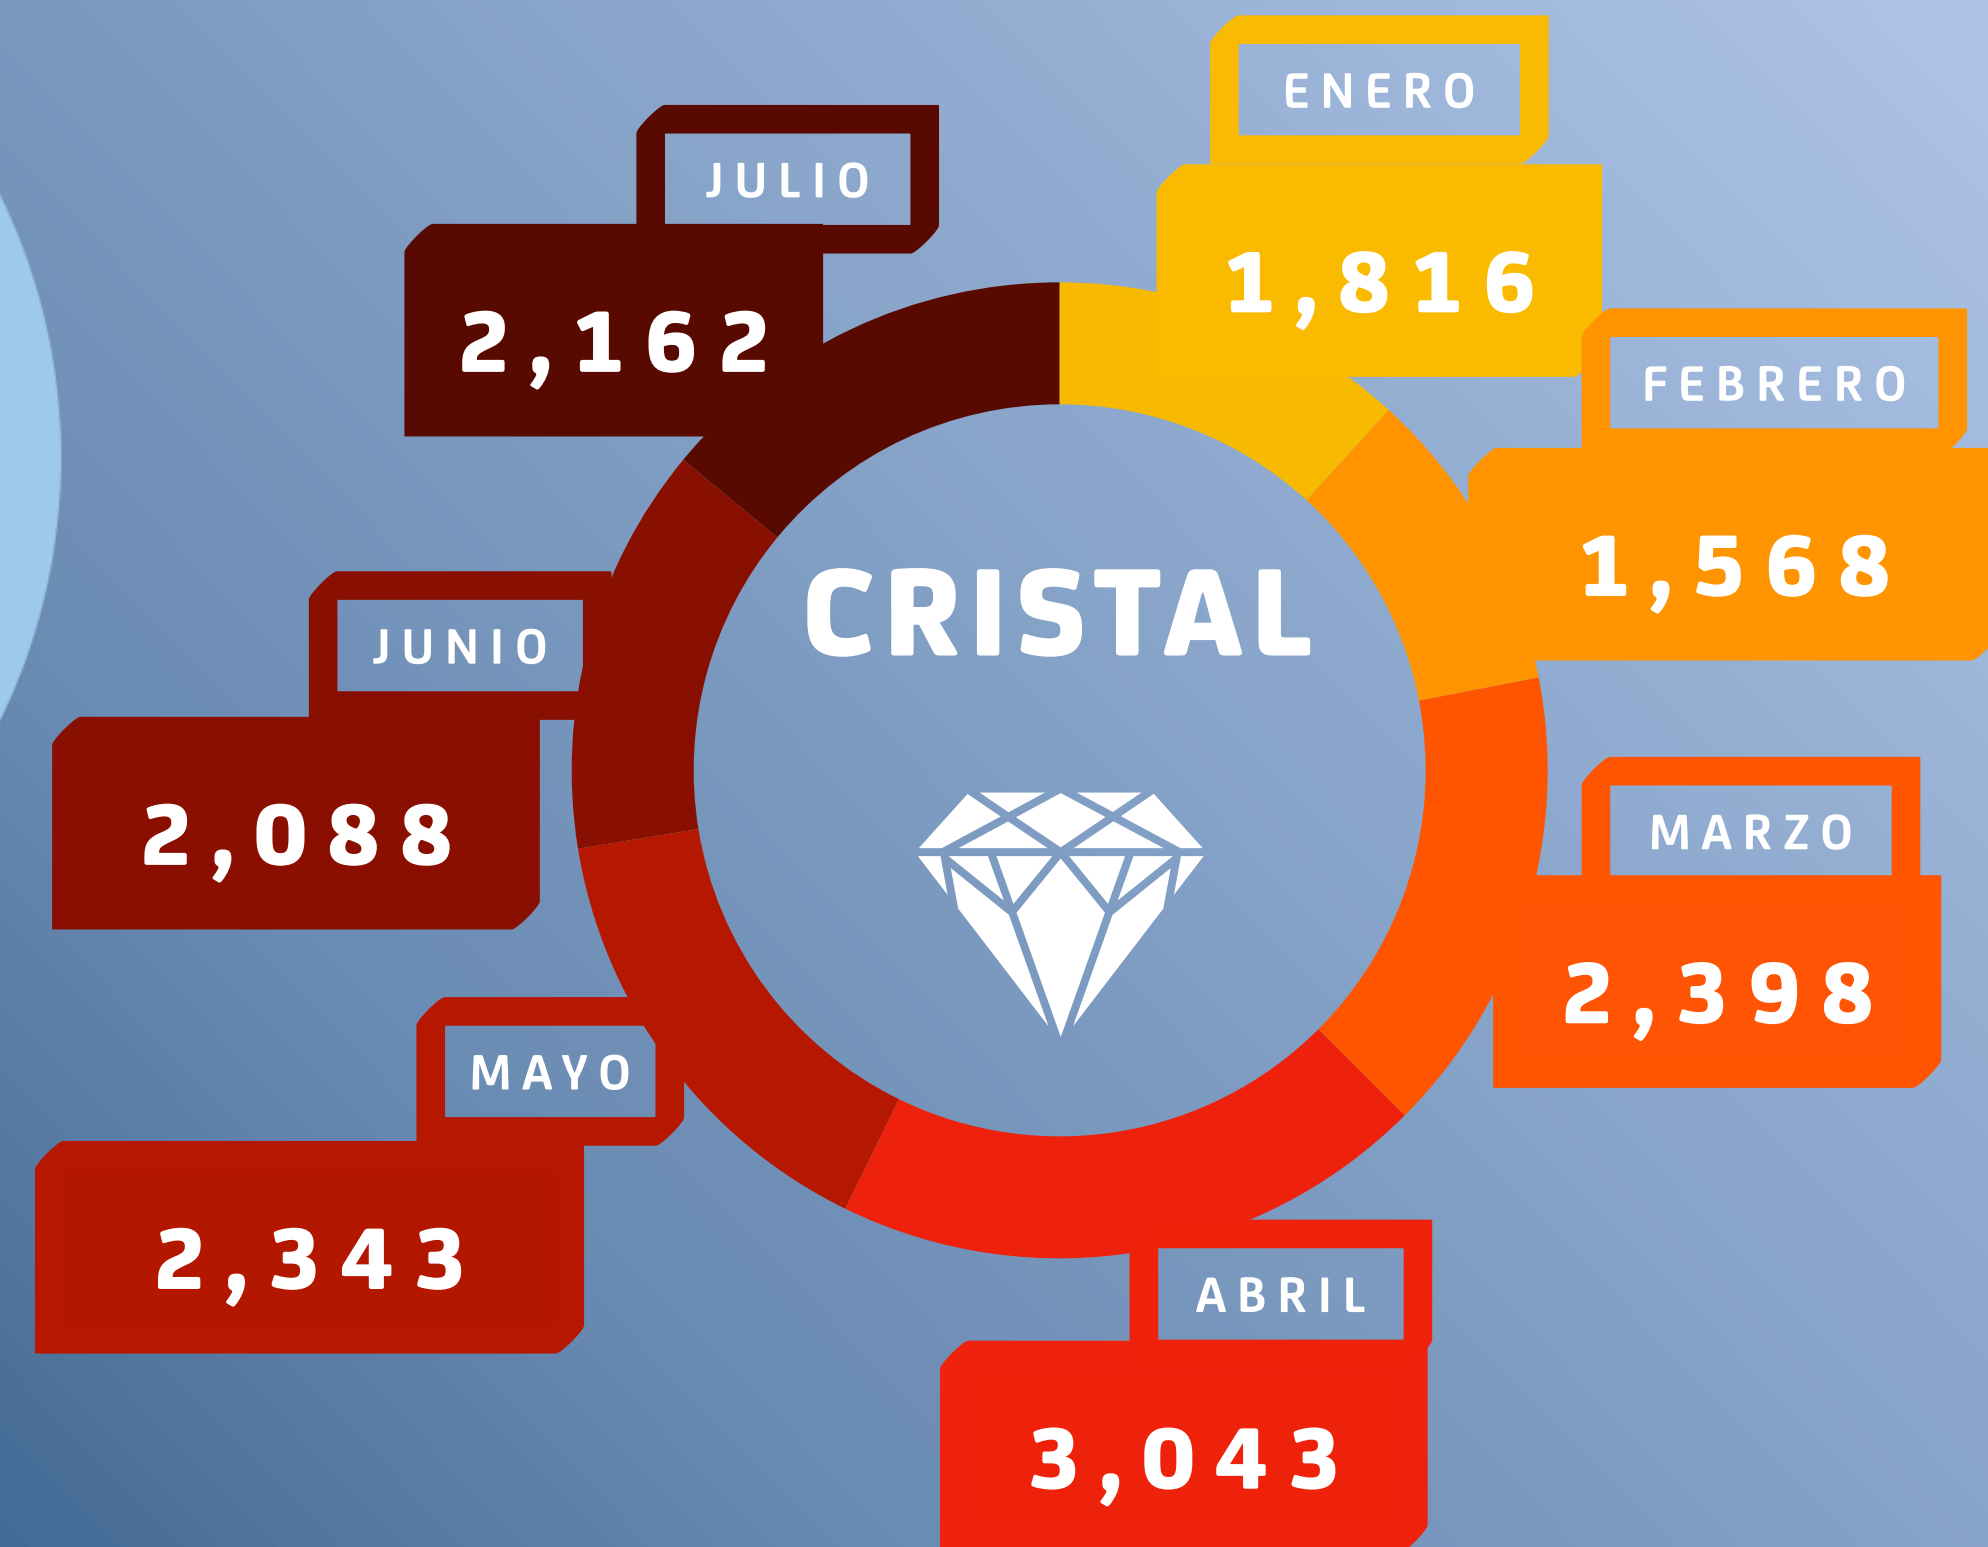 CRISTAL
ENERO
1,816
FEBRERO
1,568
MARZO
2,398
ABRIL
3,043
MAYO
2,343
JUNIO
2,088
JULIO
2,162